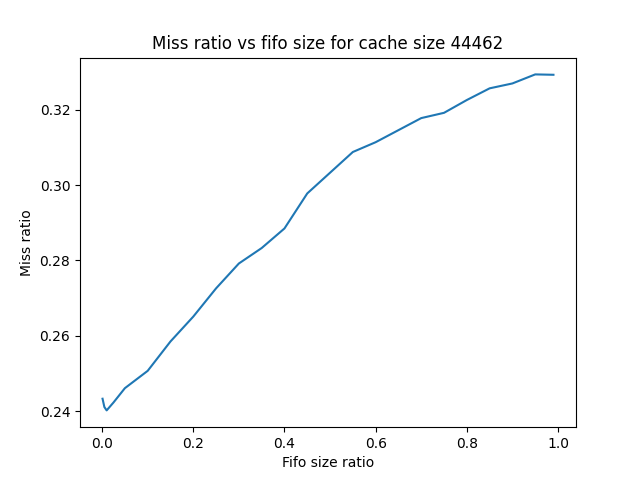 Miss ratio vs fifo size for cache size 44462
Miss ratio
0.32
0.30
0.28
0.26
0.24
0.0 0.2 0.4 0.6 0.8 1.0
Fifo size ratio